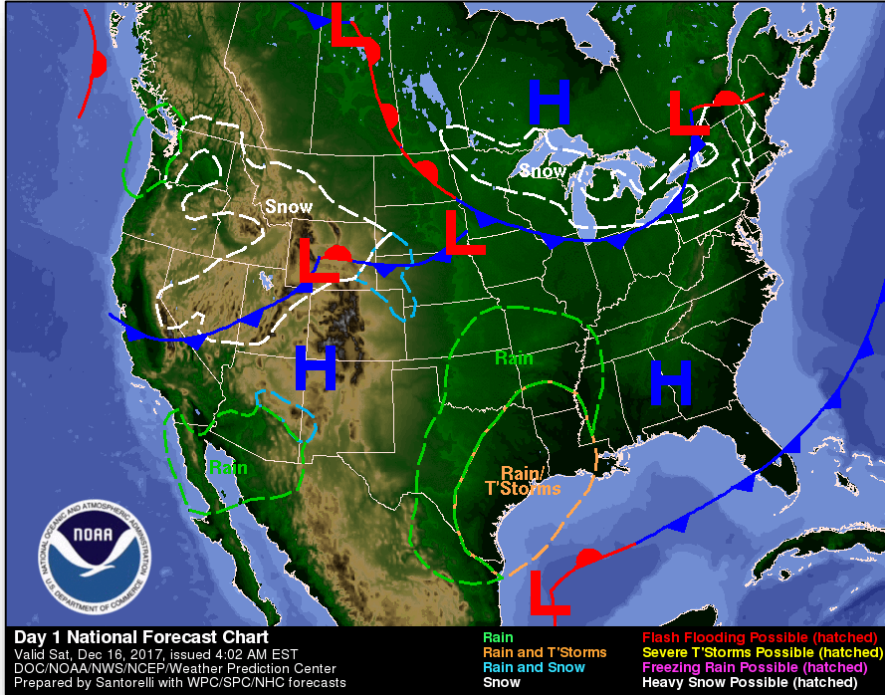 L
L
H
L
Snow
Snow
L
L
H
H
Rain
Rain
Rain/
T'Storms
L
NATIONAL OCEANIC AND ATMOSPHERIC ADMINISTRATION
NOAA
U.S. DEPARTMENT OF COMMERCE
Day 1 National Forecast Chart
Valid Sat, Dec 16, 2017, issued 4:02 AM EST
DOC/NOAA/NWS/NCEP/Weather Prediction Center
Prepared by Santorelli with WPC/SPC/NHC forecasts
Rain
Rain and T'Storms
Rain and Snow
Snow
Flash Flooding Possible (hatched)
Severe T'Storms Possible (hatched)
Freezing Rain Possible (hatched)
Heavy Snow Possible (hatched)